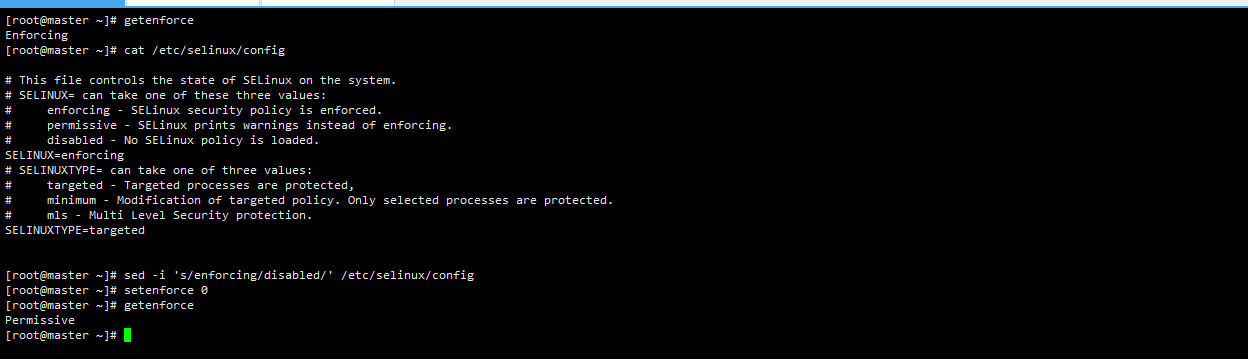 [root@master ~]# getenforce
Enforcing
[root@master ~]# cat /etc/selinux/config
# This file controls the state of SELinux on the system.
# SELINUX= can take one of these three values:
#     enforcing - SELinux security policy is enforced.
#     permissive - SELinux prints warnings instead of enforcing.
#     disabled - No SELinux policy is loaded.
SELINUX=enforcing
# SELINUXTYPE= can take one of three values:
#     targeted - Targeted processes are protected,
#     minimum - Modification of targeted policy. Only selected processes are protected.
#     mls - Multi Level Security protection.
SELINUXTYPE=targeted
[root@master ~]# sed -i 's/enforcing/disabled/' /etc/selinux/config
[root@master ~]# setenforce 0
[root@master ~]# getenforce
Permissive
[root@master ~]#